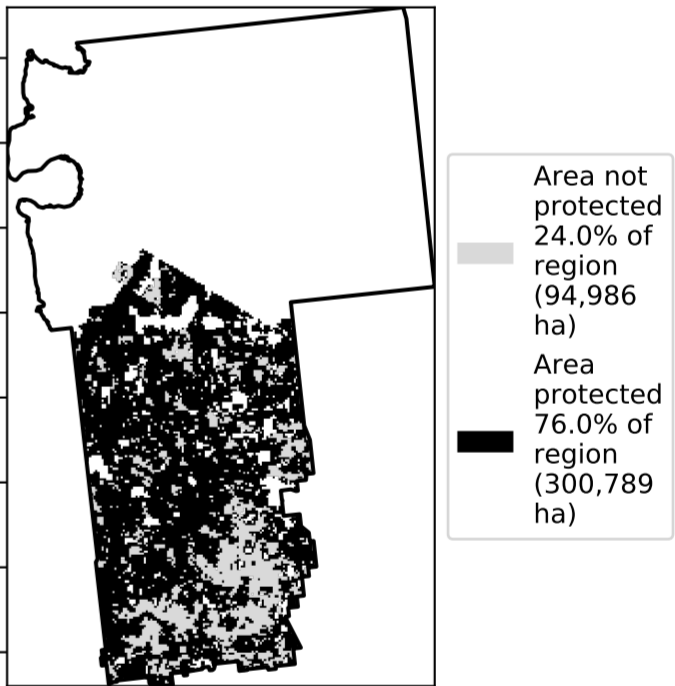 Area not
protected
24.0% of
region
(94,986
ha)
Area
protected
76.0% of
region
(300,789
ha)